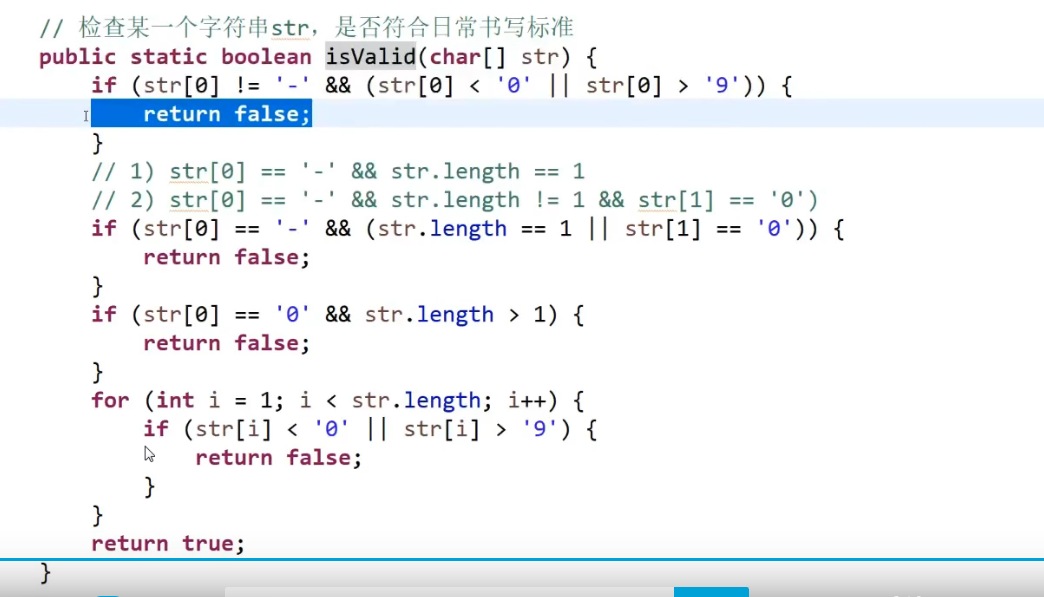 // 检查某一个字符串str，是否符合日常书写标准
public static boolean isValid(char[] str) {
    if (str[0] != '-' && (str[0] < '0' || str[0] > '9')) {
        return false;
    }
    // 1) str[0] == '-' && str.length == 1
    // 2) str[0] == '-' && str.length != 1 && str[1] == '0')
    if (str[0] == '-' && (str.length == 1 || str[1] == '0')) {
        return false;
    }
    if (str[0] == '0' && str.length > 1) {
        return false;
    }
    for (int i = 1; i < str.length; i++) {
        if (str[i] < '0' || str[i] > '9') {
            return false;
        }
    }
    return true;
}